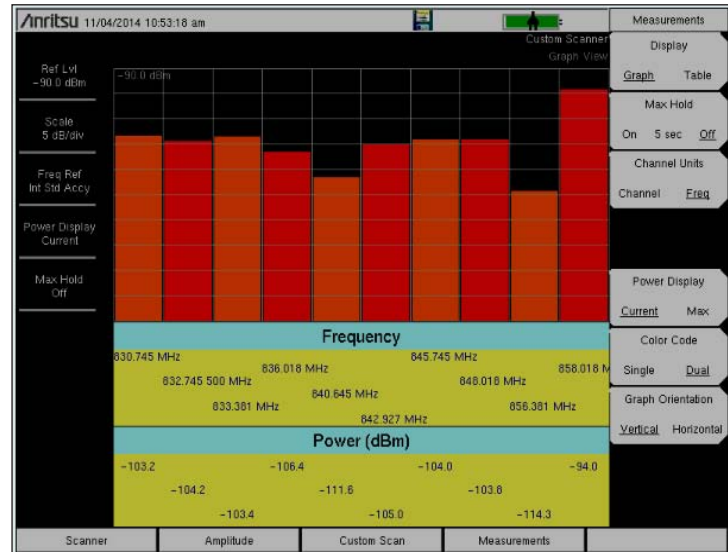 Anritsu 11/04/2014 10:53:18 am
Custom Scanner
Graph View
Ref Lvl
-90.0 dBm
Scale
5 dB/div
Freq Ref
Int Std Accy
Power Display
Current
Max Hold
Off
-90.0 dBm
Frequency
830.745 MHz
845.745 MHz
836.018 MHz
858.018 M
832.745 500 MHz
848.018 MHz
840.645 MHz
833.381 MHz
856.381 MHz
842.927 MHz
Power (dBm)
-103.2 -106.4 -104.0 -94.0
-104.2 -111.6 -103.8
-103.4 -105.0 -114.3
Measurements
Display
Graph Table
Max Hold
On 5 sec Off
Channel Units
Channel Freq
Power Display
Current Max
Color Code
Single Dual
Graph Orientation
Vertical Horizontal
Scanner Amplitude Custom Scan Measurements